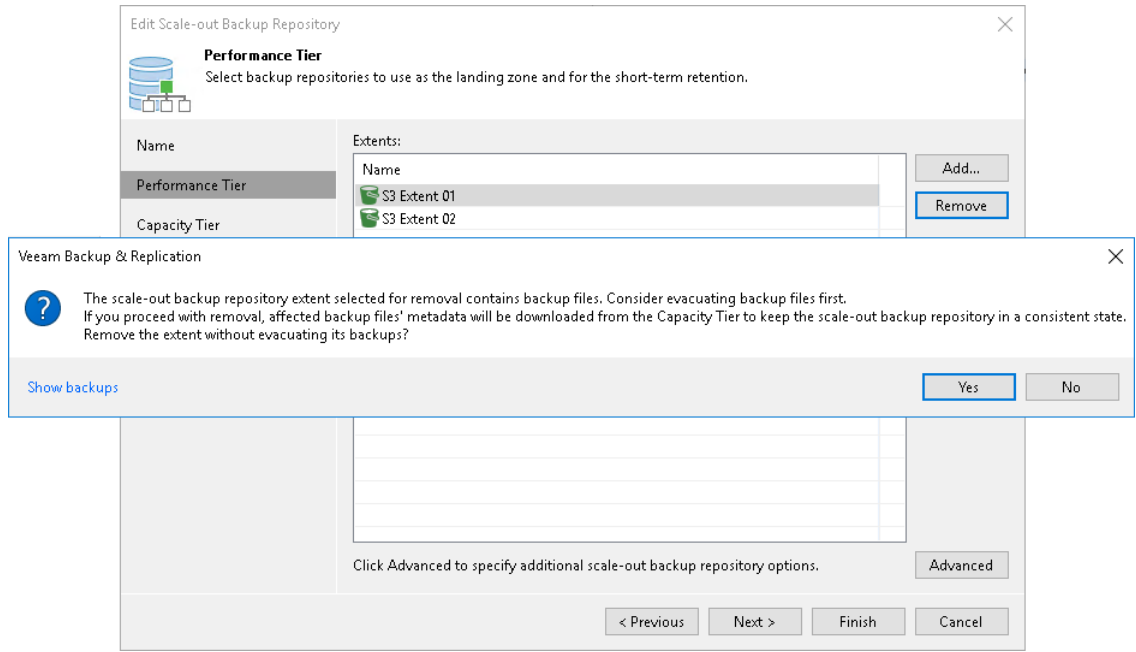 Edit Scale-out Backup Repository
Performance Tier
Select backup repositories to use as the landing zone and for the short-term retention.
Name
Performance Tier
Capacity Tier
Extents:
Name
S3 Extent 01
S3 Extent 02
Add...
Remove
Veeam Backup & Replication
The scale-out backup repository extent selected for removal contains backup files. Consider evacuating backup files first.
If you proceed with removal, affected backup files' metadata will be downloaded from the Capacity Tier to keep the scale-out backup repository in a consistent state.
Remove the extent without evacuating its backups?
Show backups
Yes
No
Click Advanced to specify additional scale-out backup repository options.
Advanced
< Previous
Next >
Finish
Cancel